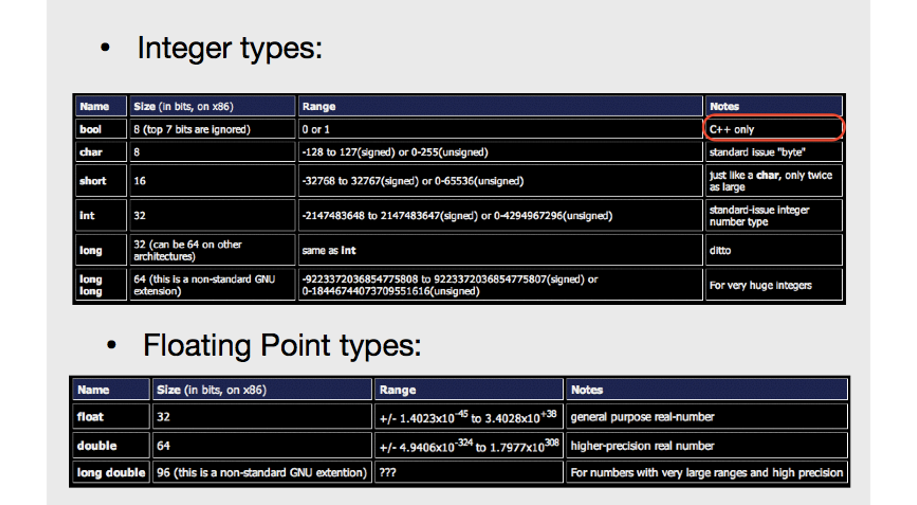 • Integer types:
Name Size (in bits, on x86) Range Notes
bool 8 (top 7 bits are ignored) 0 or 1 C++ only
char 8 -128 to 127(signed) or 0-255(unsigned) standard issue "byte"
short 16 -32768 to 32767(signed) or 0-65536(unsigned) just like a char, only twice
as large
int 32 -2147483648 to 2147483647(signed) or 0-4294967296(unsigned) standard-issue integer
number type
long 32 (can be 64 on other
architectures) same as int ditto
long
long 64 (this is a non-standard GNU
extension) -9223372036854775808 to 9223372036854775807(signed) or
0-18446744073709551616(unsigned) For very huge integers
• Floating Point types:
Name Size (in bits, on x86) Range Notes
float 32 +/- 1.4023x10^-45 to 3.4028x10^+38 general purpose real-number
double 64 +/- 4.9406x10^-324 to 1.7977x10^308 higher-precision real number
long double 96 (this is a non-standard GNU extention) ??? For numbers with very large ranges and high precision